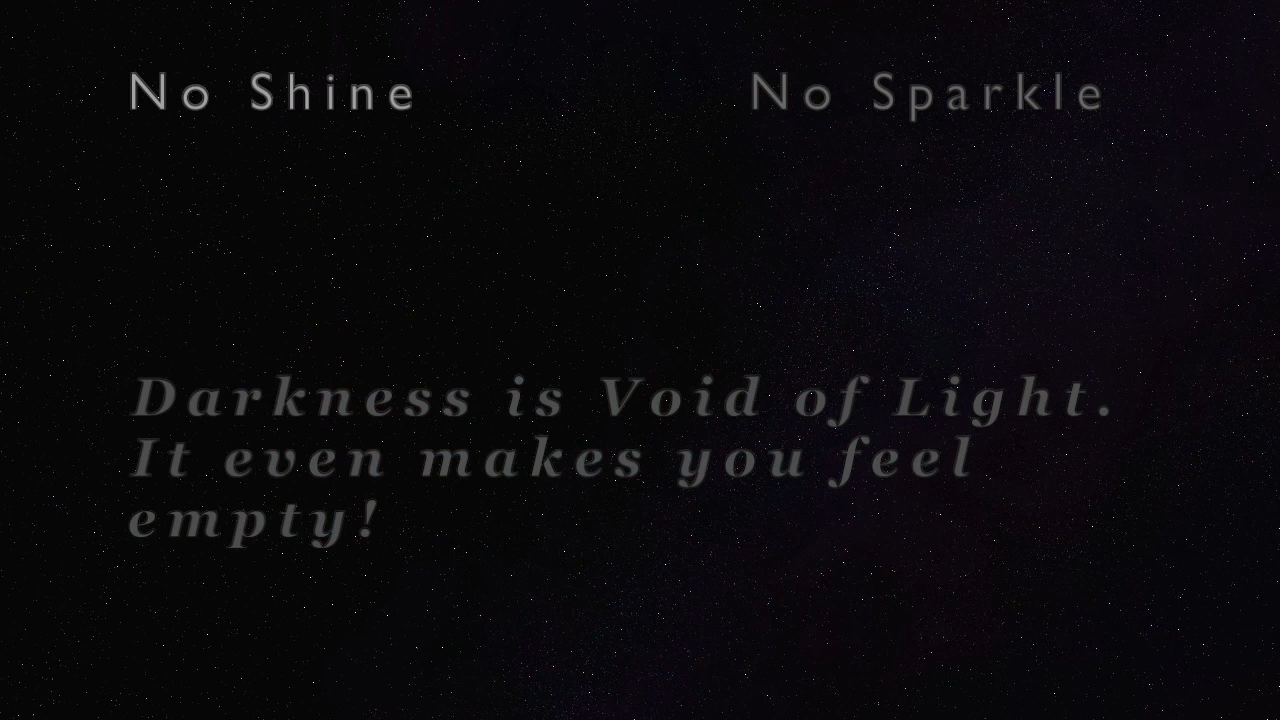 No Shine
No Sparkle
Darkness is Void of Light.
It even makes you feel
empty!